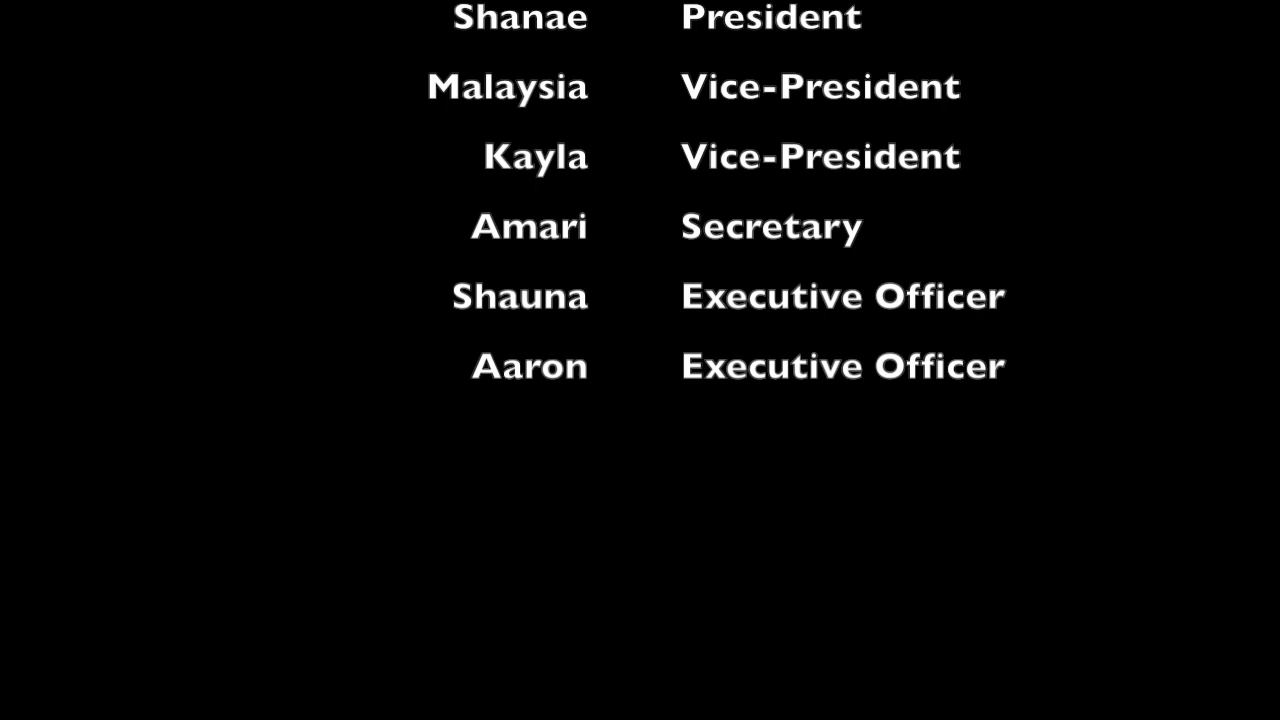 Shanae President
Malaysia Vice-President
Kayla Vice-President
Amari Secretary
Shauna Executive Officer
Aaron Executive Officer